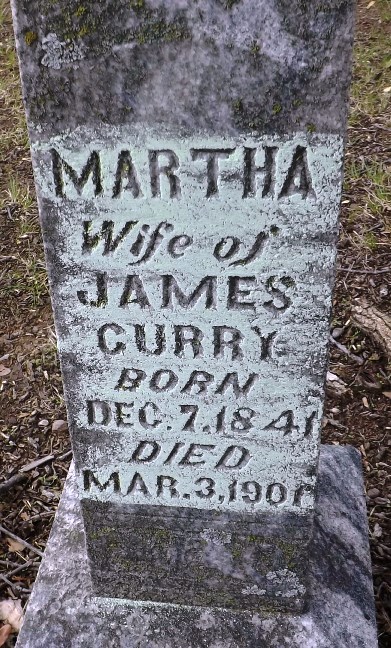 MARTHA
Wife of
JAMES
CURRY
BORN
DEC. 7, 1841
DIED
MAR. 3, 1901